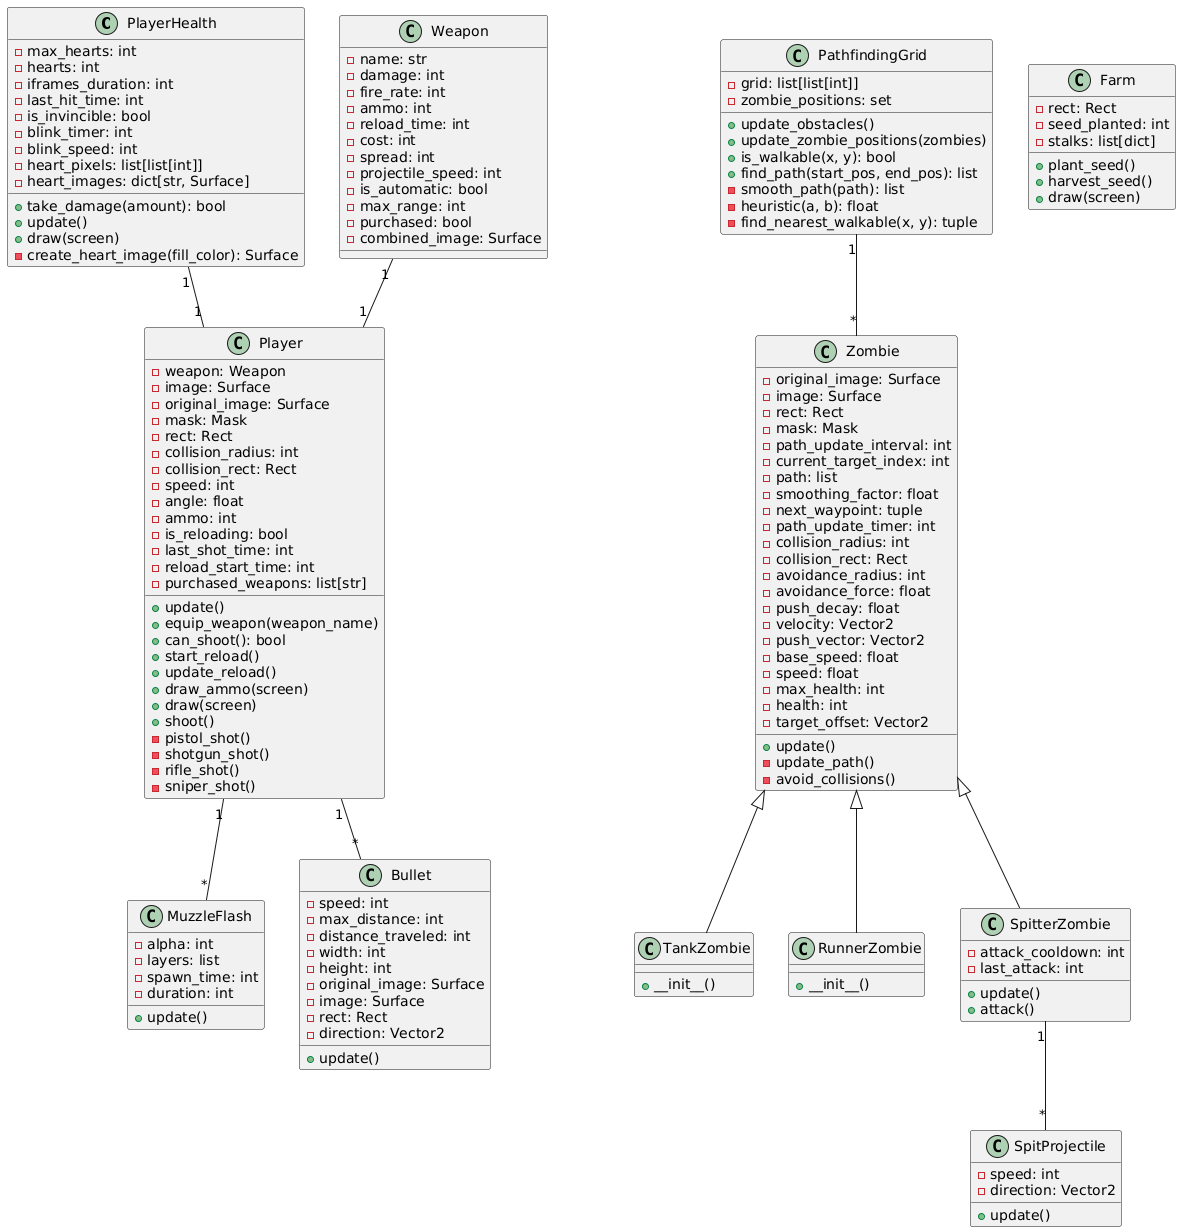 C PlayerHealth
max_hearts: int
hearts: int
iframes_duration: int
last_hit_time: int
is_invincible: bool
blink_timer: int
blink_speed: int
heart_pixels: list[list[int]]
heart_images: dict[str, Surface]
take_damage(amount): bool
update()
draw(screen)
create_heart_image(fill_color): Surface
C Weapon
name: str
damage: int
fire_rate: int
ammo: int
reload_time: int
cost: int
spread: int
projectile_speed: int
is_automatic: bool
max_range: int
purchased: bool
combined_image: Surface
C PathfindingGrid
grid: list[list[int]]
zombie_positions: set
update_obstacles()
update_zombie_positions(zombies)
is_walkable(x, y): bool
find_path(start_pos, end_pos): list
smooth_path(path): list
heuristic(a, b): float
find_nearest_walkable(x, y): tuple
C Farm
rect: Rect
seed_planted: int
stalks: list[dict]
plant_seed()
harvest_seed()
draw(screen)
1
1
1
1
1
*
C Player
weapon: Weapon
image: Surface
original_image: Surface
mask: Mask
rect: Rect
collision_radius: int
collision_rect: Rect
speed: int
angle: float
ammo: int
is_reloading: bool
last_shot_time: int
reload_start_time: int
purchased_weapons: list[str]
update()
equip_weapon(weapon_name)
can_shoot(): bool
start_reload()
update_reload()
draw_ammo(screen)
draw(screen)
shoot()
pistol_shot()
shotgun_shot()
rifle_shot()
sniper_shot()
C Zombie
original_image: Surface
image: Surface
rect: Rect
mask: Mask
path_update_interval: int
current_target_index: int
path: list
smoothing_factor: float
next_waypoint: tuple
path_update_timer: int
collision_radius: int
collision_rect: Rect
avoidance_radius: int
avoidance_force: float
push_decay: float
velocity: Vector2
push_vector: Vector2
base_speed: float
speed: float
max_health: int
health: int
target_offset: Vector2
update()
update_path()
avoid_collisions()
1
*
1
*
C MuzzleFlash
alpha: int
layers: list
spawn_time: int
duration: int
update()
C Bullet
speed: int
max_distance: int
distance_traveled: int
width: int
height: int
original_image: Surface
image: Surface
rect: Rect
direction: Vector2
update()
C TankZombie
__init__()
C RunnerZombie
__init__()
C SpitterZombie
attack_cooldown: int
last_attack: int
update()
attack()
1
*
C SpitProjectile
speed: int
direction: Vector2
update()